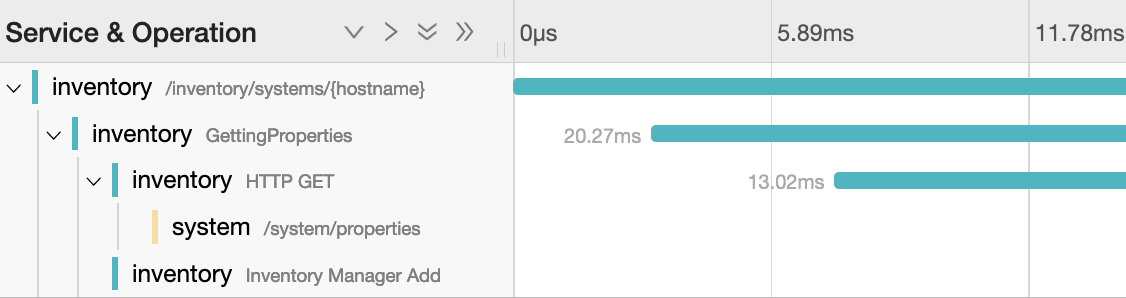 Service & Operation 0μs 5.89ms 11.78ms
inventory /inventory/systems/{hostname}
inventory GettingProperties 20.27ms
inventory HTTP GET 13.02ms
system /system/properties
inventory Inventory Manager Add